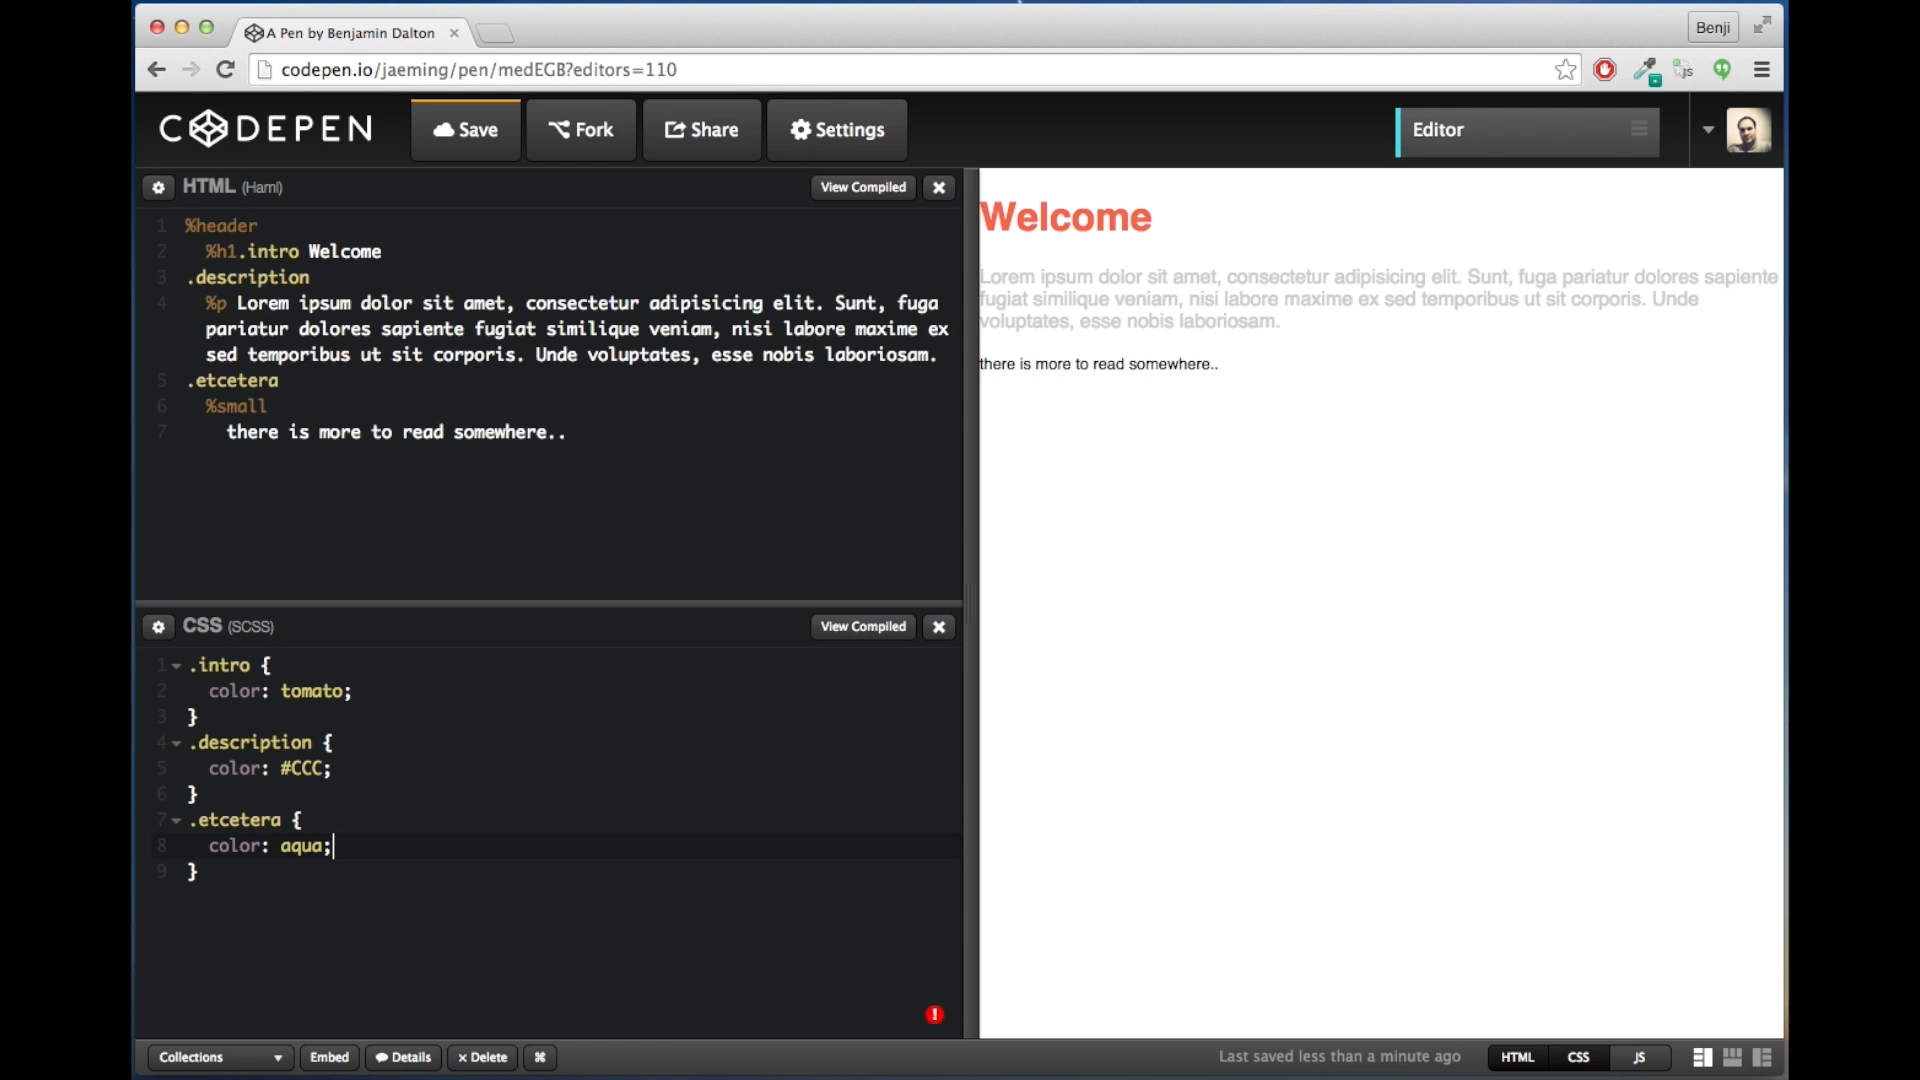 A Pen by Benjamin Dalton
Benji
codepen.io/jaeming/pen/medEGB?editors=110
CODEPEN
Save
Fork
Share
Settings
Editor
HTML (Haml)
View Compiled
1 %header
2 %h1.intro Welcome
3 .description
4 %p Lorem ipsum dolor sit amet, consectetur adipisicing elit. Sunt, fuga
pariatur dolores sapiente fugiat similique veniam, nisi labore maxime ex
sed temporibus ut sit corporis. Unde voluptates, esse nobis laboriosam.
5 .etcetera
6 %small
7 there is more to read somewhere..
CSS (SCSS)
View Compiled
1 .intro {
2 color: tomato;
3 }
4 .description {
5 color: #CCC;
6 }
7 .etcetera {
8 color: aqua;
9 }
Welcome
Lorem ipsum dolor sit amet, consectetur adipisicing elit. Sunt, fuga pariatur dolores sapiente
fugiat similique veniam, nisi labore maxime ex sed temporibus ut sit corporis. Unde
voluptates, esse nobis laboriosam.
there is more to read somewhere..
Collections
Embed
Details
x Delete
⌘
Last saved less than a minute ago
HTML
CSS
JS